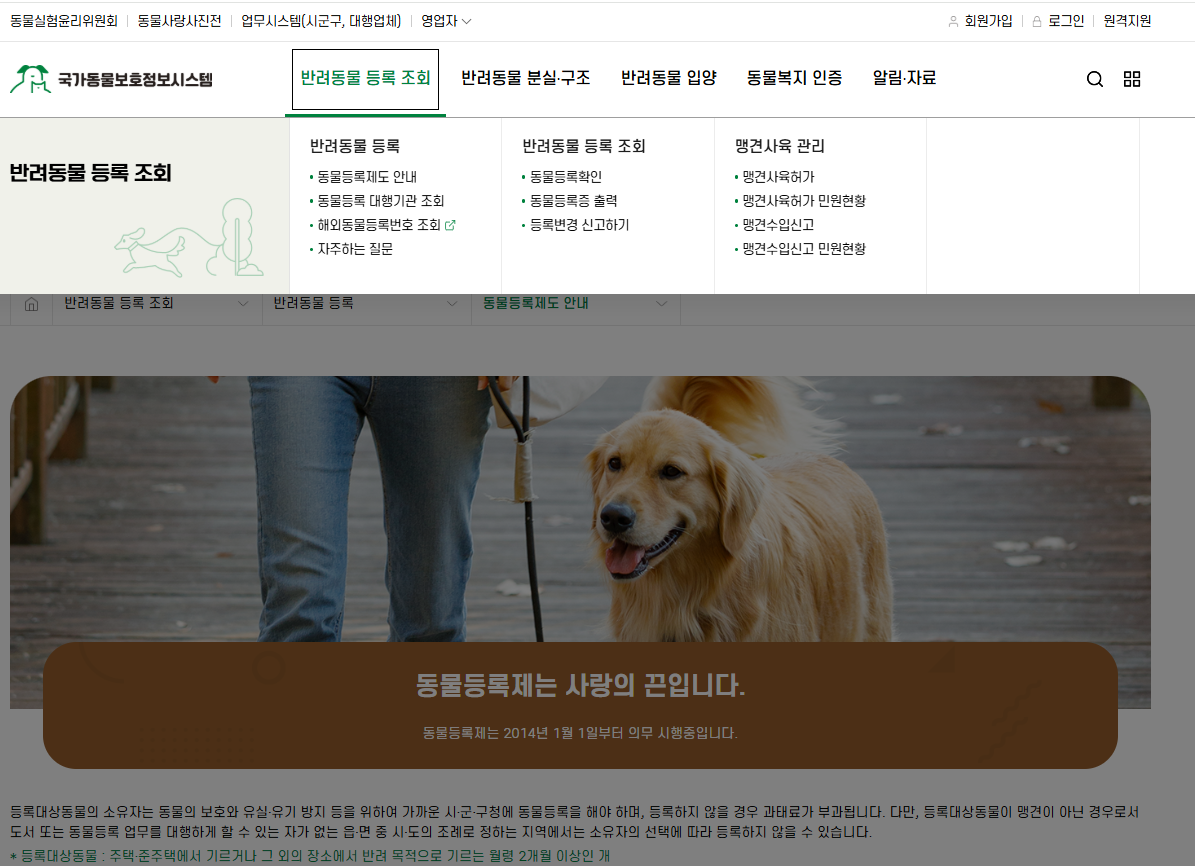 동물실험윤리위원회 동물사랑사진전 업무시스템(시군구, 대행업체) 영업자 회원가입 로그인 원격지원
국가동물보호정보시스템 반려동물 등록 조회 반려동물 분실·구조 반려동물 입양 동물복지 인증 알림·자료
반려동물 등록 조회
반려동물 등록
• 동물등록제도 안내
• 동물등록 대행기관 조회
• 해외동물등록번호 조회
• 자주하는 질문
반려동물 등록 조회
• 동물등록확인
• 동물등록증 출력
• 등록변경 신고하기
맹견사육 관리
• 맹견사육허가
• 맹견사육허가 민원현황
• 맹견수입신고
• 맹견수입신고 민원현황
반려동물 등록 조회 반려동물 등록 동물등록제도 안내
동물등록제는 사랑의 끈입니다.
동물등록제는 2014년 1월 1일부터 의무 시행중입니다.
등록대상동물의 소유자는 동물의 보호와 유실·유기 방지 등을 위하여 가까운 시·군·구청에 동물등록을 해야 하며, 등록하지 않을 경우 과태료가 부과됩니다. 다만, 등록대상동물이 맹견이 아닌 경우로서
도서 또는 동물등록 업무를 대행하게 할 수 있는 자가 없는 읍·면 중 시·도의 조례로 정하는 지역에서는 소유자의 선택에 따라 등록하지 않을 수 있습니다.
* 등록대상동물 : 주택·준주택에서 기르거나 그 외의 장소에서 반려 목적으로 기르는 월령 2개월 이상인 개